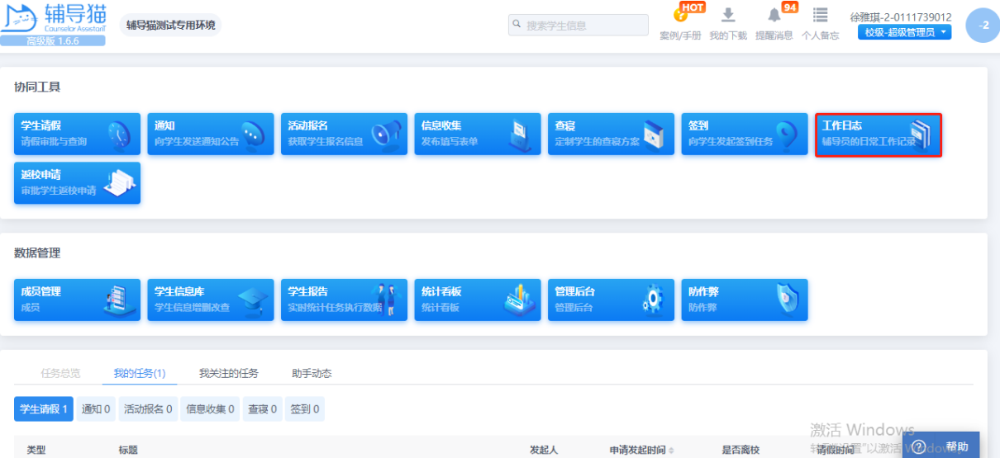 辅导猫
Counselor Assistant
高级版 1.6.6
辅导猫测试专用环境
搜索学生信息
HOT
94
案例/手册 我的下载 提醒消息 个人备忘
徐雅琪-2-0111739012
校级-超级管理员
-2
协同工具
学生请假
请假审批与查询
通知
向学生发送通知公告
活动报名
获取学生报名信息
信息收集
发布填写表单
查寝
定制学生的查寝方案
签到
向学生发起签到任务
工作日志
辅导员的日常工作记录
返校申请
审批学生返校申请
数据管理
成员管理
成员
学生信息库
学生信息增删改查
学生报告
实时统计任务执行数据
统计看板
统计看板
管理后台
管理后台
防作弊
防作弊
任务总览 我的任务(1) 我关注的任务 助手动态
学生请假 1 通知 0 活动报名 0 信息收集 0 查寝 0 签到 0
激活 Windows
转到"设置"以激活 Windows
帮助
类型 标题 发起人 申请发起时间 是否离校 请假时间